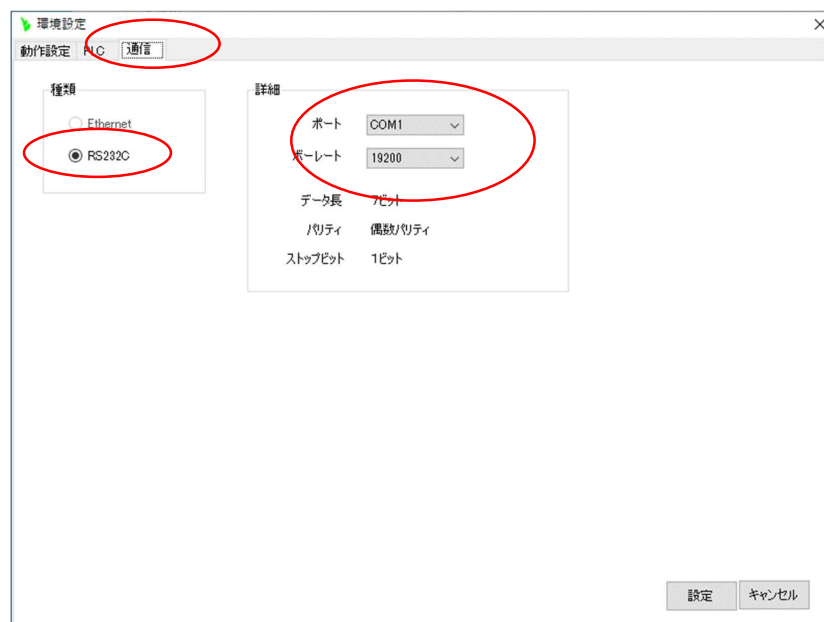 環境設定
動作設定 PLC 通信
種類
Ethernet
RS232C
詳細
ポート COM1
ボーレート 19200
データ長 7ビット
パリティ 偶数パリティ
ストップビット 1ビット
設定 キャンセル